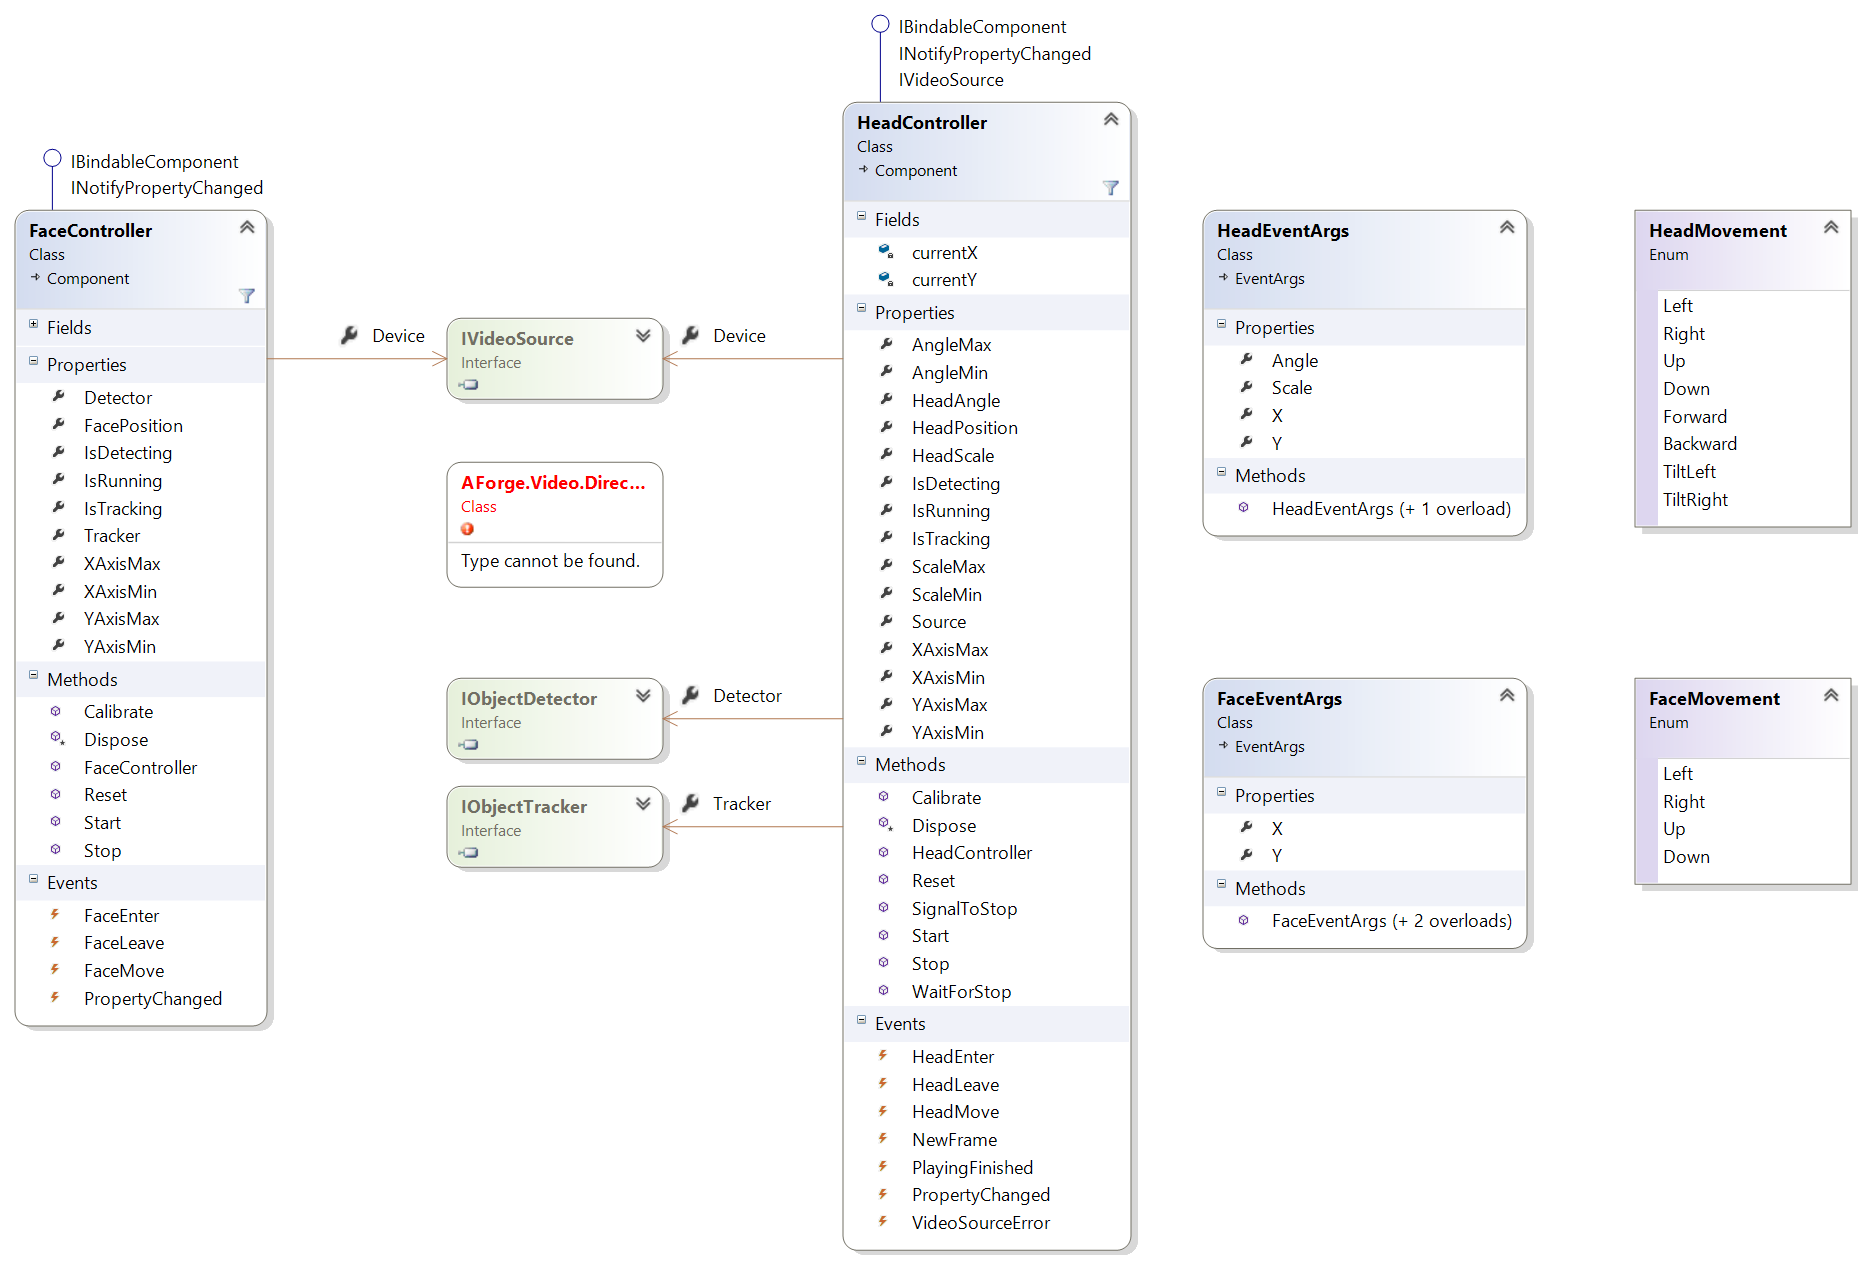 IBindableComponent
INotifyPropertyChanged
FaceController
Class
Component
Fields
Properties
Detector
FacePosition
IsDetecting
IsRunning
IsTracking
Tracker
XAxisMax
XAxisMin
YAxisMax
YAxisMin
Methods
Calibrate
Dispose
FaceController
Reset
Start
Stop
Events
FaceEnter
FaceLeave
FaceMove
PropertyChanged
Device
IVideoSource
Interface
Device
AForge.Video.Direc...
Class
Type cannot be found.
IObjectDetector
Interface
Detector
IObjectTracker
Interface
Tracker
IBindableComponent
INotifyPropertyChanged
IVideoSource
HeadController
Class
Component
Fields
currentX
currentY
Properties
AngleMax
AngleMin
HeadAngle
HeadPosition
HeadScale
IsDetecting
IsRunning
IsTracking
ScaleMax
ScaleMin
Source
XAxisMax
XAxisMin
YAxisMax
YAxisMin
Methods
Calibrate
Dispose
HeadController
Reset
SignalToStop
Start
Stop
WaitForStop
Events
HeadEnter
HeadLeave
HeadMove
NewFrame
PlayingFinished
PropertyChanged
VideoSourceError
HeadEventArgs
Class
EventArgs
Properties
Angle
Scale
X
Y
Methods
HeadEventArgs (+ 1 overload)
HeadMovement
Enum
Left
Right
Up
Down
Forward
Backward
TiltLeft
TiltRight
FaceEventArgs
Class
EventArgs
Properties
X
Y
Methods
FaceEventArgs (+ 2 overloads)
FaceMovement
Enum
Left
Right
Up
Down